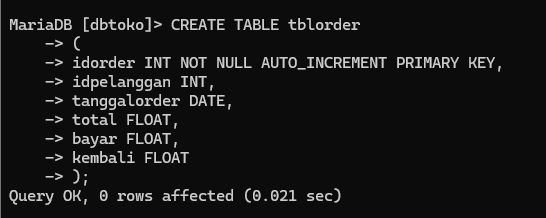 MariaDB [dbtoko]> CREATE TABLE tblorder
    -> (
    -> idorder INT NOT NULL AUTO_INCREMENT PRIMARY KEY,
    -> idpelanggan INT,
    -> tanggalorder DATE,
    -> total FLOAT,
    -> bayar FLOAT,
    -> kembali FLOAT
    -> );
Query OK, 0 rows affected (0.021 sec)